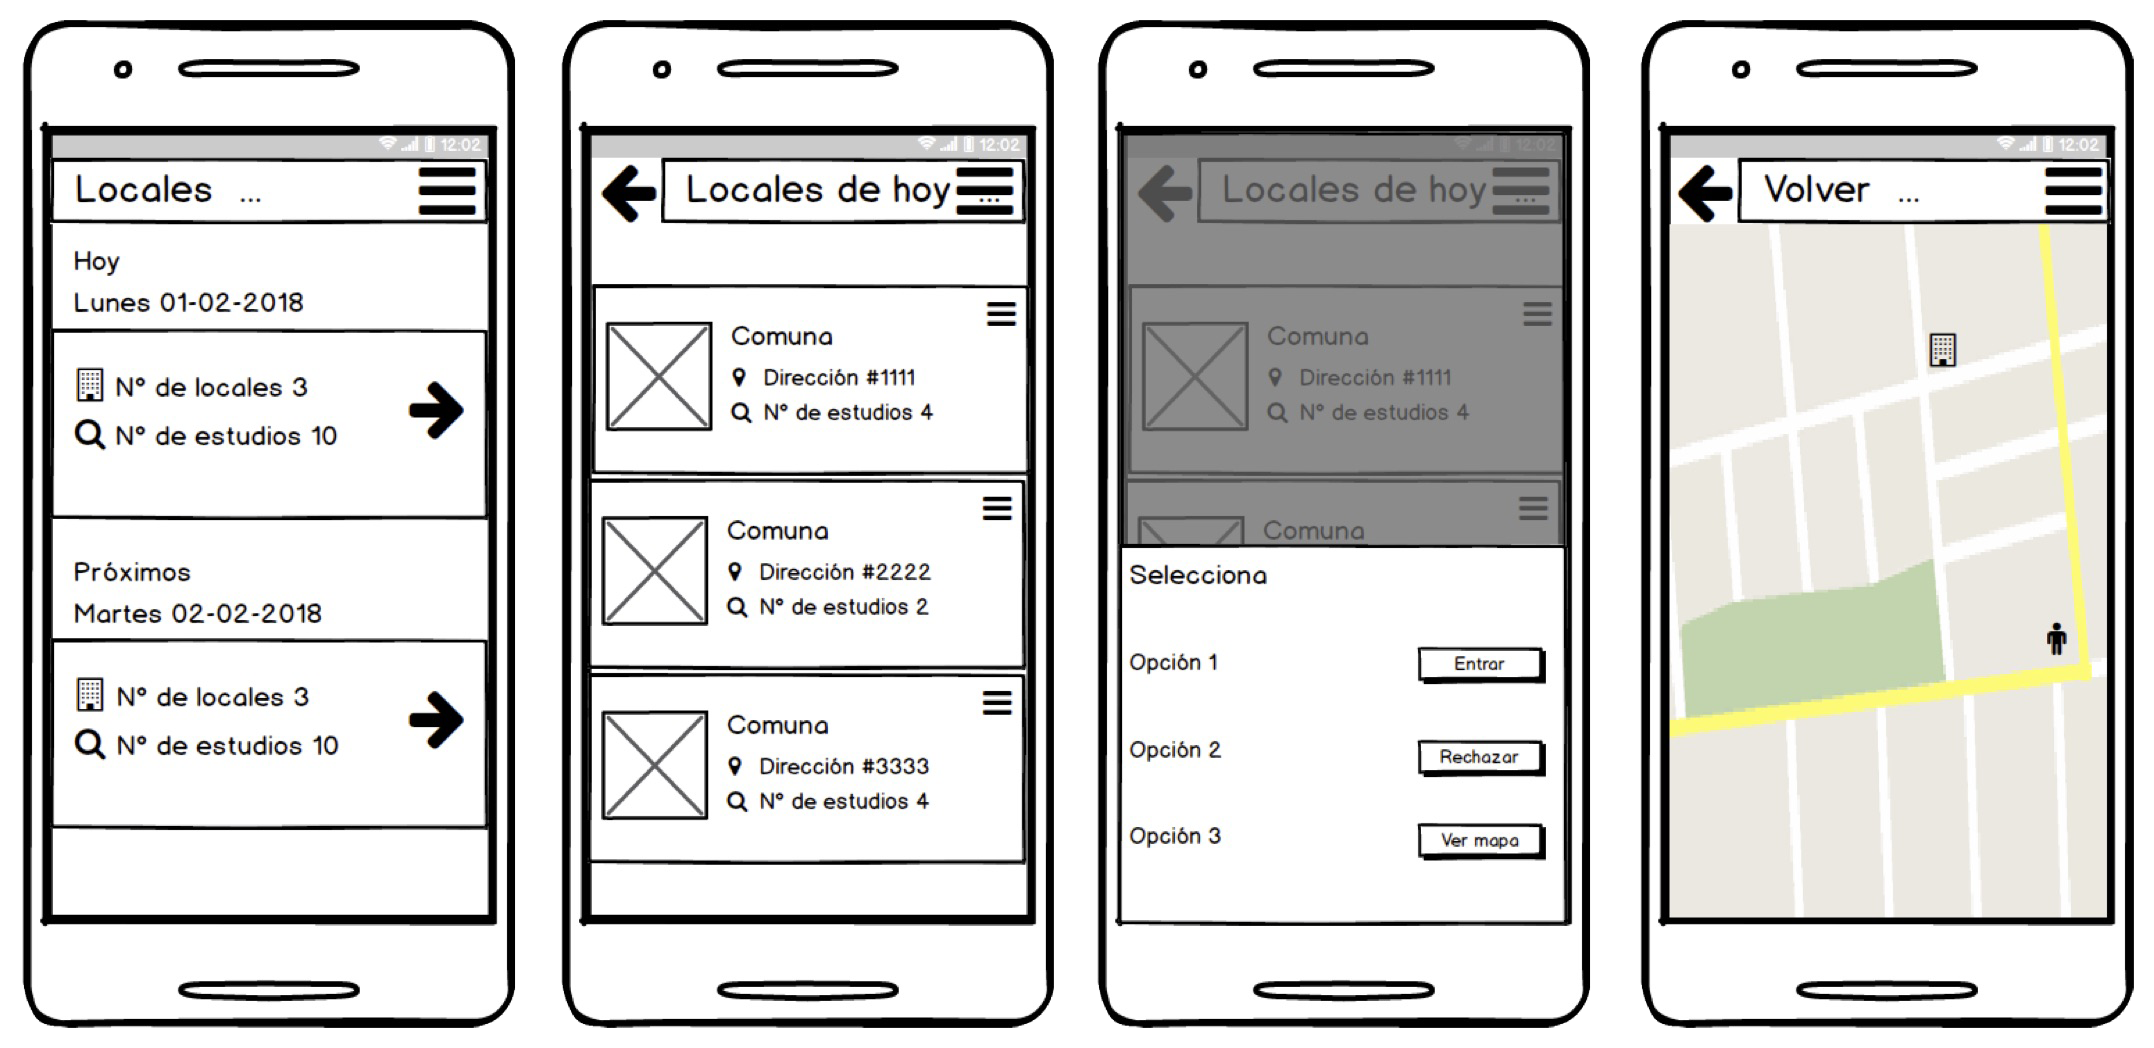 12:02
Locales ...
Hoy
Lunes 01-02-2018
N° de locales 3
N° de estudios 10
Próximos
Martes 02-02-2018
N° de locales 3
N° de estudios 10
12:02
Locales de hoy ...
Comuna
Dirección #1111
N° de estudios 4
Comuna
Dirección #2222
N° de estudios 2
Comuna
Dirección #3333
N° de estudios 4
12:02
Locales de hoy ...
Comuna
Dirección #1111
N° de estudios 4
Comuna
Selecciona
Opción 1 Entrar
Opción 2 Rechazar
Opción 3 Ver mapa
12:02
Volver ...